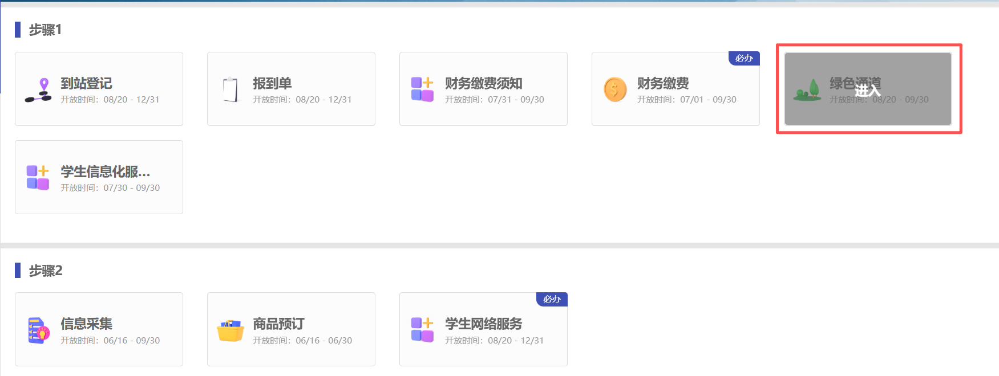 步骤1
到站登记
开放时间：08/20 - 12/31
报到单
开放时间：08/20 - 12/31
财务缴费须知
开放时间：07/31 - 09/30
必办
财务缴费
开放时间：07/01 - 09/30
绿色通道
进入
开放时间：08/20 - 09/30
学生信息化服...
开放时间：07/30 - 09/30
步骤2
信息采集
开放时间：06/16 - 09/30
商品预订
开放时间：06/16 - 06/30
必办
学生网络服务
开放时间：08/20 - 12/31